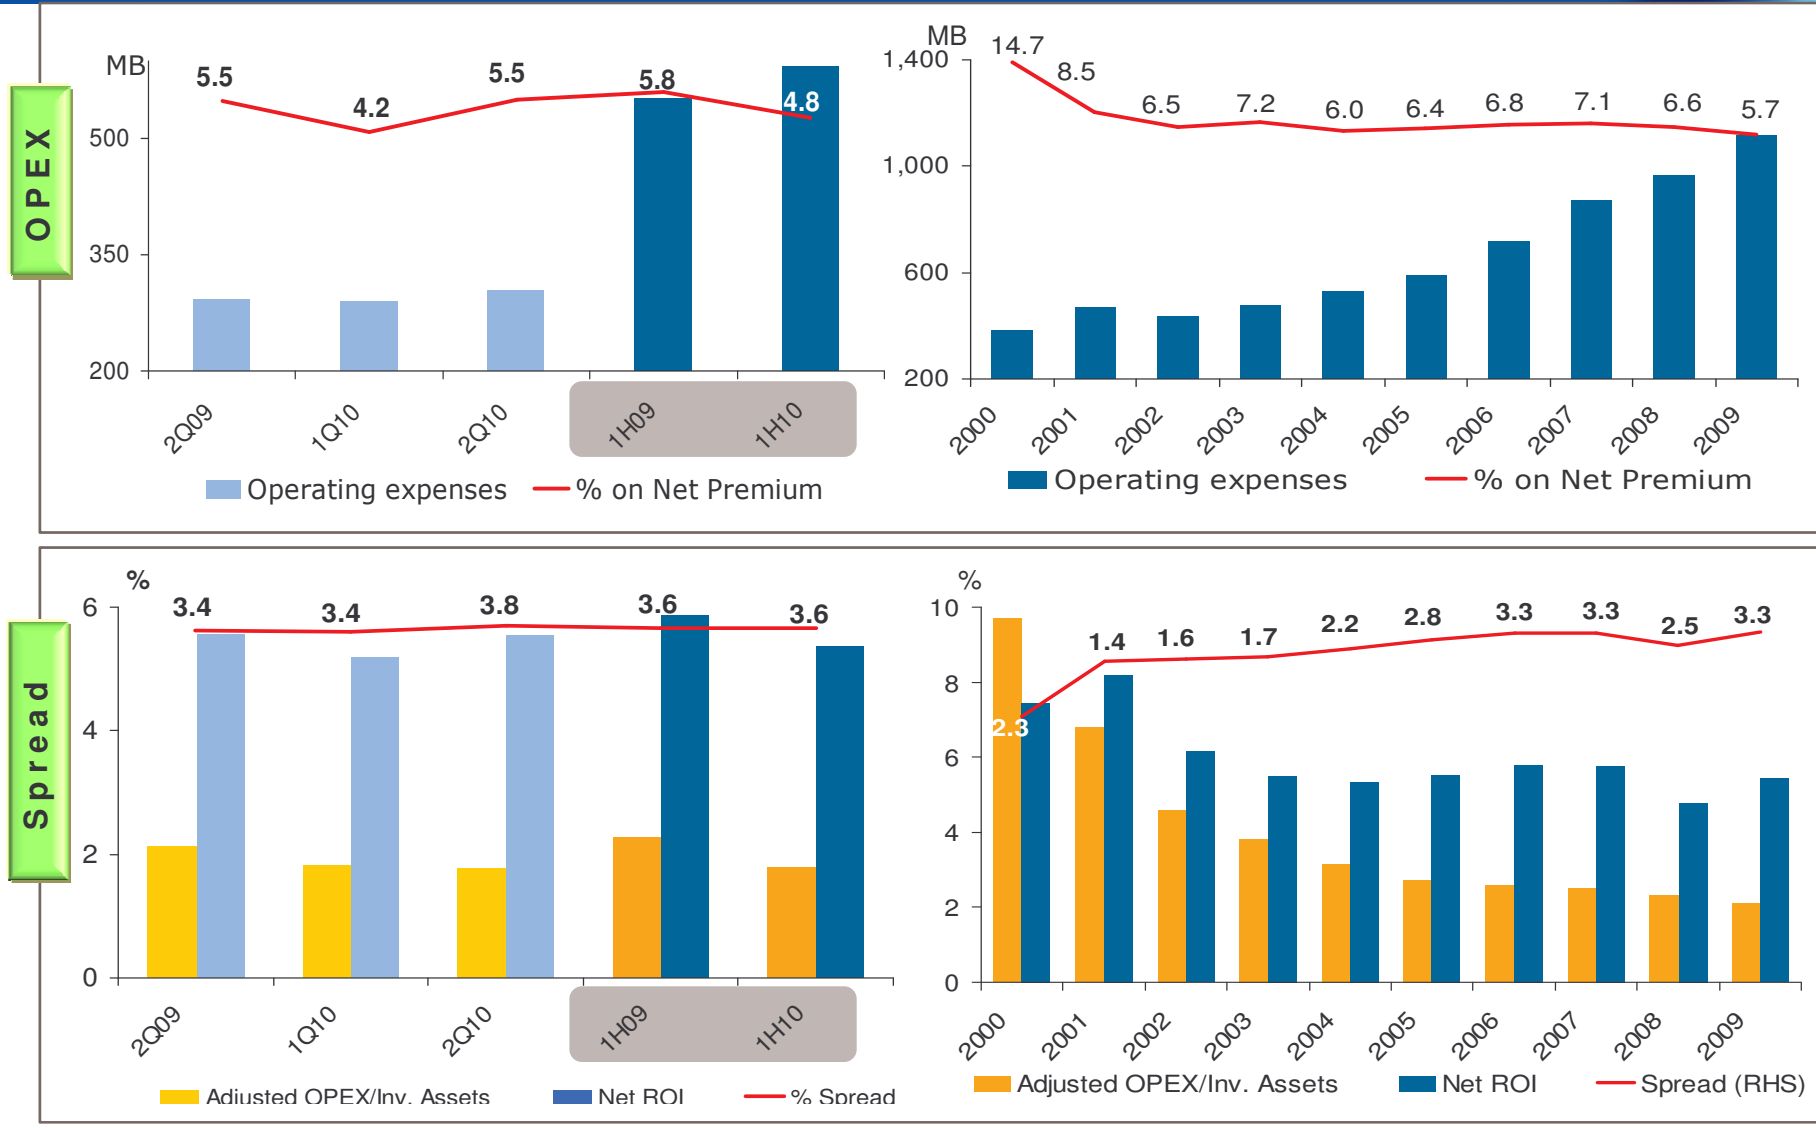 OPEX
MB
5.5
4.2
5.5
5.8
4.8
500
350
200
2Q09
1Q10
2Q10
1H09
1H10
Operating expenses
% on Net Premium
MB
14.7
8.5
6.5
7.2
6.0
6.4
6.8
7.1
6.6
5.7
1,400
1,000
600
200
2000
2001
2002
2003
2004
2005
2006
2007
2008
2009
Operating expenses
% on Net Premium
Spread
%
3.4
3.4
3.8
3.6
3.6
6
4
2
0
2Q09
1Q10
2Q10
1H09
1H10
Adjusted OPEX/Inv. Assets
Net ROI
% Spread
%
2.3
1.4
1.6
1.7
2.2
2.8
3.3
3.3
2.5
3.3
10
8
6
4
2
0
2000
2001
2002
2003
2004
2005
2006
2007
2008
2009
Adjusted OPEX/Inv. Assets
Net ROI
Spread (RHS)